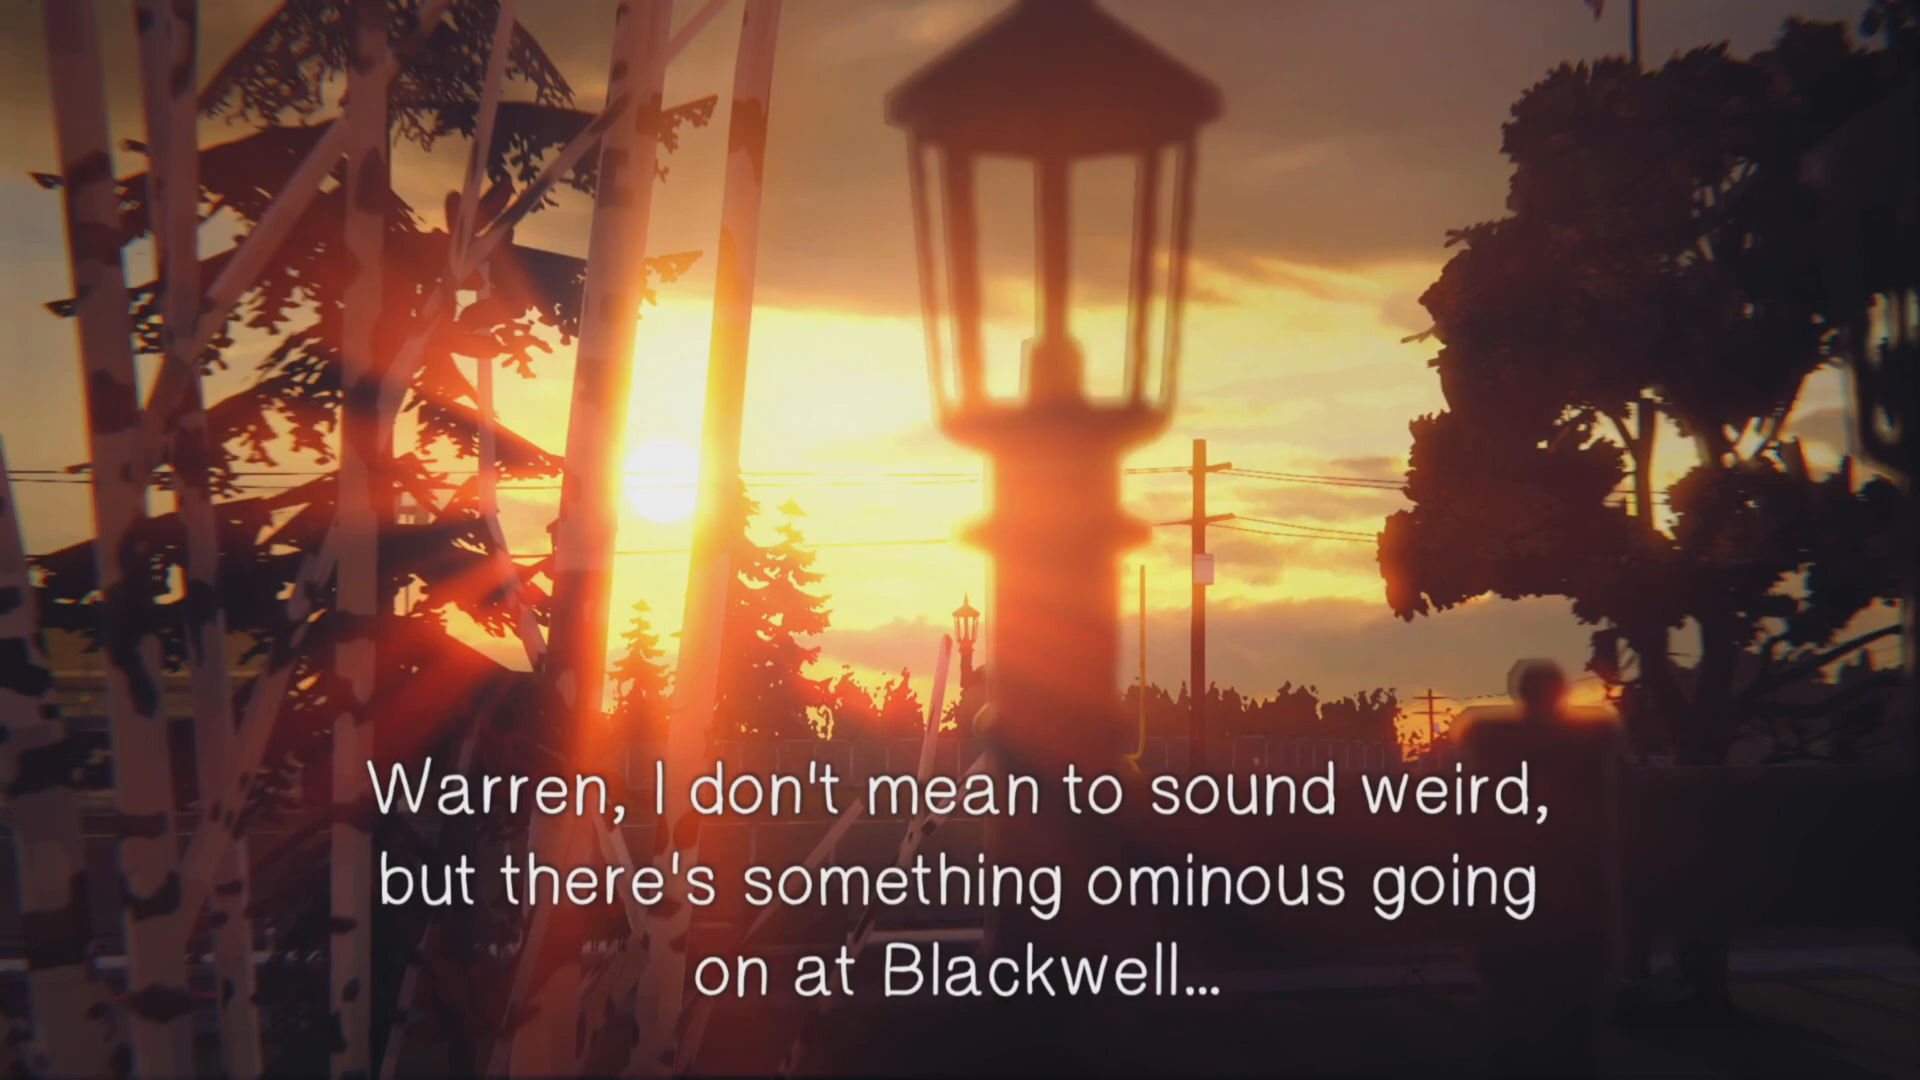 Warren, I don't mean to sound weird,
but there's something ominous going
on at Blackwell...